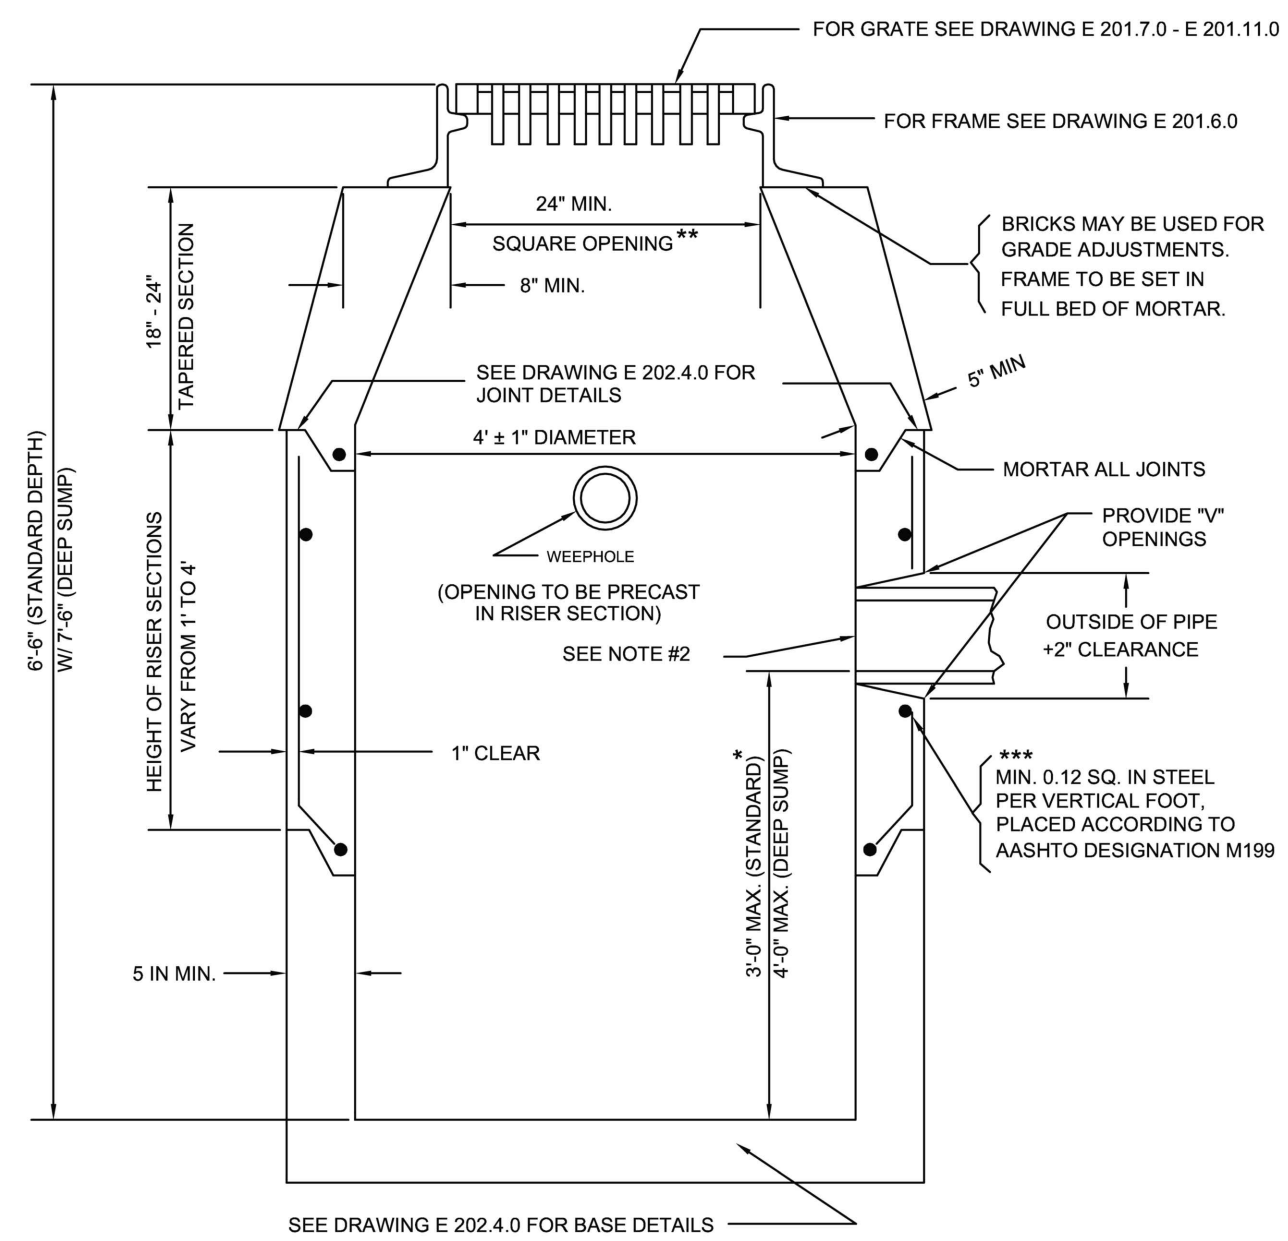 FOR GRATE SEE DRAWING E 201.7.0 - E 201.11.0
FOR FRAME SEE DRAWING E 201.6.0
24" MIN.
SQUARE OPENING**
8" MIN.
BRICKS MAY BE USED FOR
GRADE ADJUSTMENTS.
FRAME TO BE SET IN
FULL BED OF MORTAR.
18" - 24"
TAPERED SECTION
SEE DRAWING E 202.4.0 FOR
JOINT DETAILS
5" MIN
4' ± 1" DIAMETER
MORTAR ALL JOINTS
6'-6" (STANDARD DEPTH)
W/ 7'-6" (DEEP SUMP)
HEIGHT OF RISER SECTIONS
VARY FROM 1' TO 4'
WEEPHOLE
(OPENING TO BE PRECAST
IN RISER SECTION)
PROVIDE "V"
OPENINGS
SEE NOTE #2
OUTSIDE OF PIPE
+2" CLEARANCE
1" CLEAR
3'-0" MAX. (STANDARD)*
4'-0" MAX. (DEEP SUMP)
***
MIN. 0.12 SQ. IN STEEL
PER VERTICAL FOOT,
PLACED ACCORDING TO
AASHTO DESIGNATION M199
5 IN MIN.
SEE DRAWING E 202.4.0 FOR BASE DETAILS